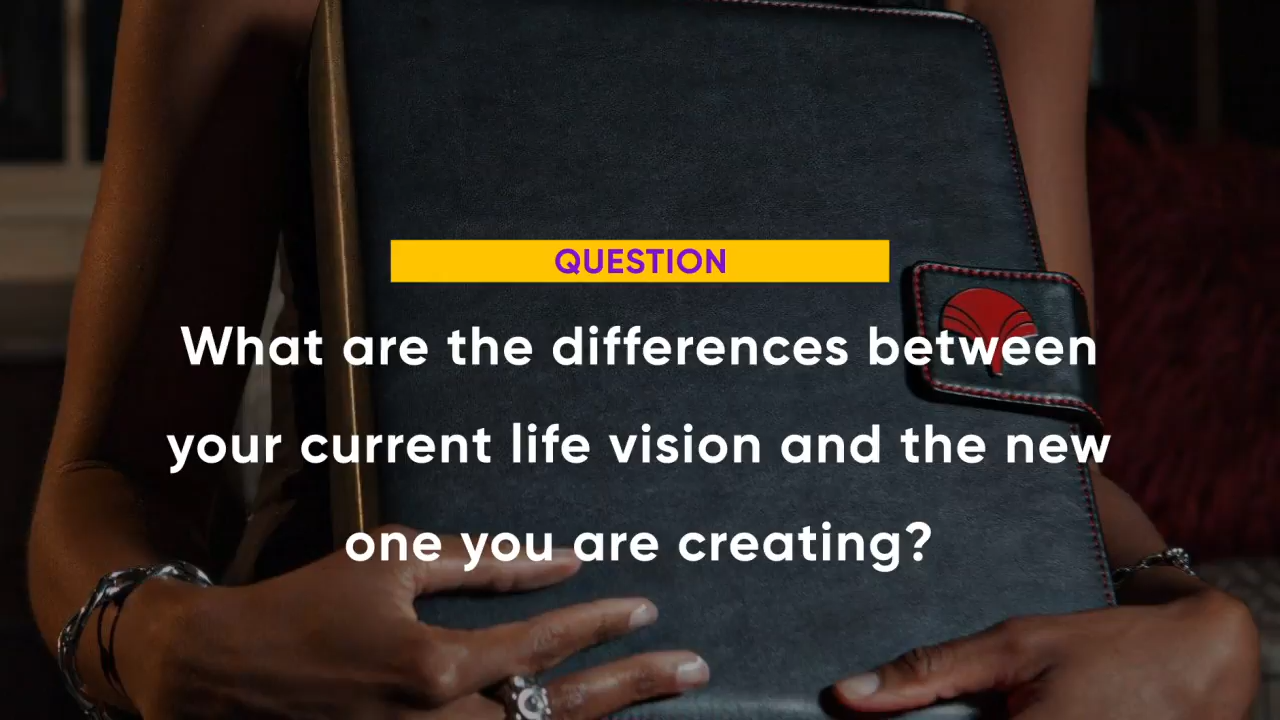 QUESTION
What are the differences between
your current life vision and the new
one you are creating?